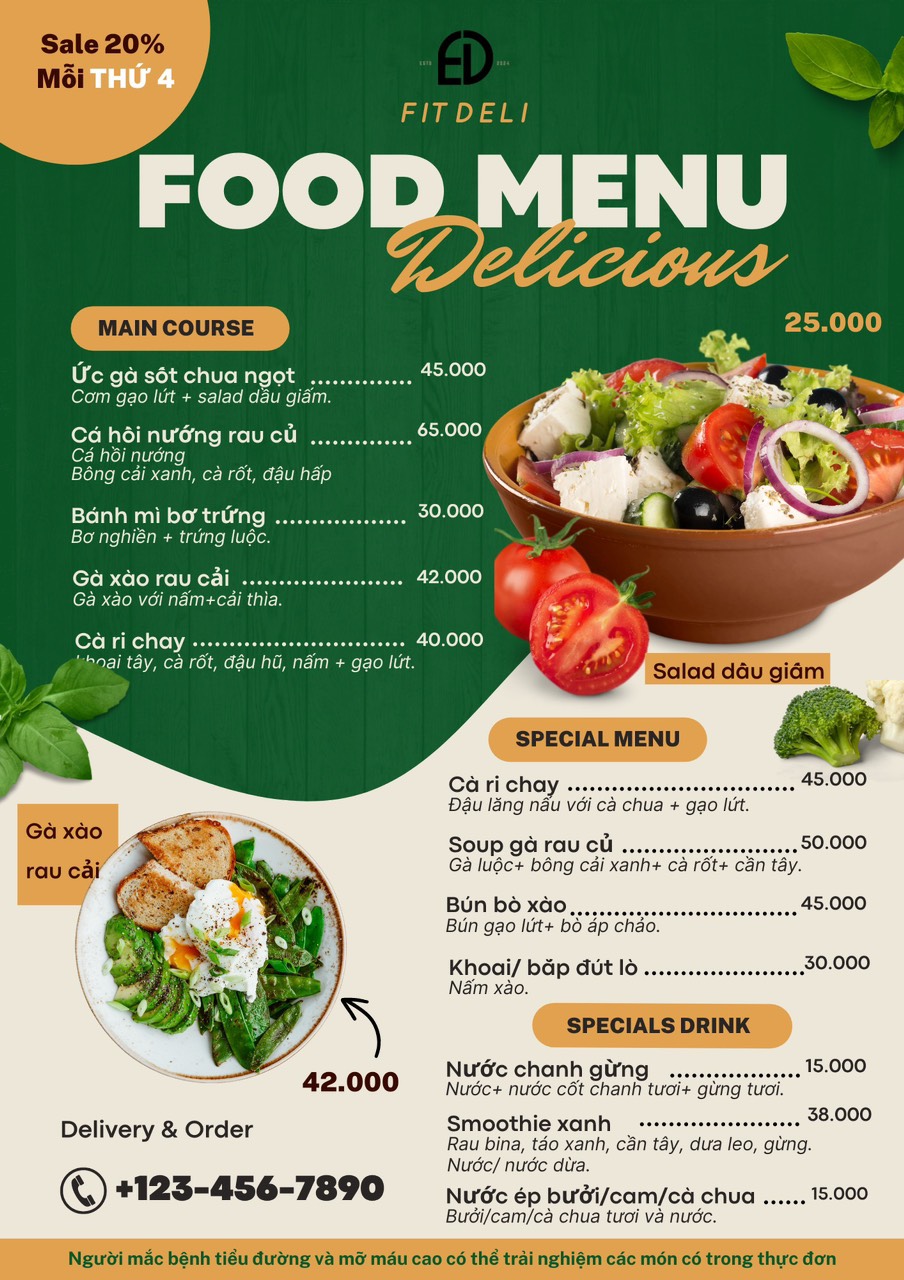 Sale 20%
Mỗi THỨ 4
ED
FIT DELI
FOOD MENU
Delicious
25.000
MAIN COURSE
Ức gà sốt chua ngọt .............. 45.000
Cơm gạo lứt + salad dầu giấm.
Cá hồi nướng rau củ .............. 65.000
Cá hồi nướng
Bông cải xanh, cà rốt, đậu hấp
Bánh mì bơ trứng .................. 30.000
Bơ nghiền + trứng luộc.
Gà xào rau cải ...................... 42.000
Gà xào với nấm+cải thìa.
Cà ri chay ............................. 40.000
khoai tây, cà rốt, đậu hũ, nấm + gạo lứt.
Salad dầu giấm
SPECIAL MENU
Cà ri chay ............................... 45.000
Đậu lăng nấu với cà chua + gạo lứt.
Soup gà rau củ ........................ 50.000
Gà luộc+ bông cải xanh+ cà rốt+ cần tây.
Bún bò xào............................... 45.000
Bún gạo lứt+ bò áp chảo.
Khoai/ bắp đút lò ...................... 30.000
Nấm xào.
Gà xào
rau cải
42.000
SPECIALS DRINK
Nước chanh gừng .................. 15.000
Nước+ nước cốt chanh tươi+ gừng tươi.
Smoothie xanh ...................... 38.000
Rau bina, táo xanh, cần tây, dưa leo, gừng.
Nước/ nước dừa.
Nước ép bưởi/cam/cà chua ...... 15.000
Bưởi/cam/cà chua tươi và nước.
Delivery & Order
+123-456-7890
Người mắc bệnh tiểu đường và mỡ máu cao có thể trải nghiệm các món có trong thực đơn